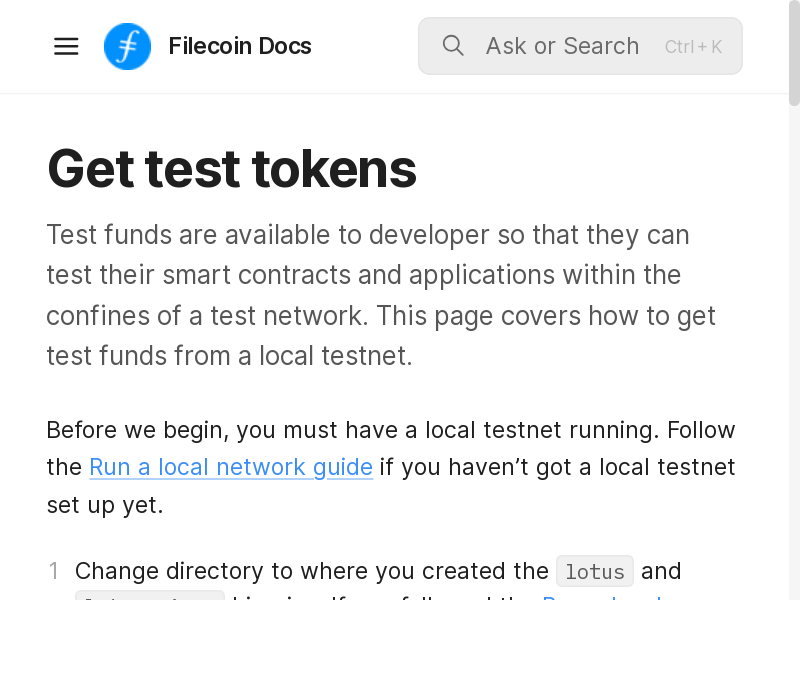 Filecoin Docs
Ask or Search
Ctrl + K
Get test tokens
Test funds are available to developer so that they can
test their smart contracts and applications within the
confines of a test network. This page covers how to get
test funds from a local testnet.
Before we begin, you must have a local testnet running. Follow
the Run a local network guide if you haven’t got a local testnet
set up yet.
1 Change directory to where you created the lotus and